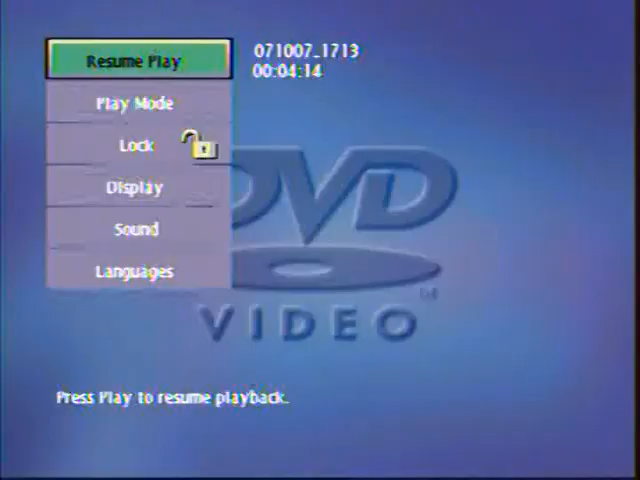 Resume Play
071007_1713
00:04:14
Play Mode
Lock
Display
Sound
Languages
DVD
VIDEO
Press Play to resume playback.